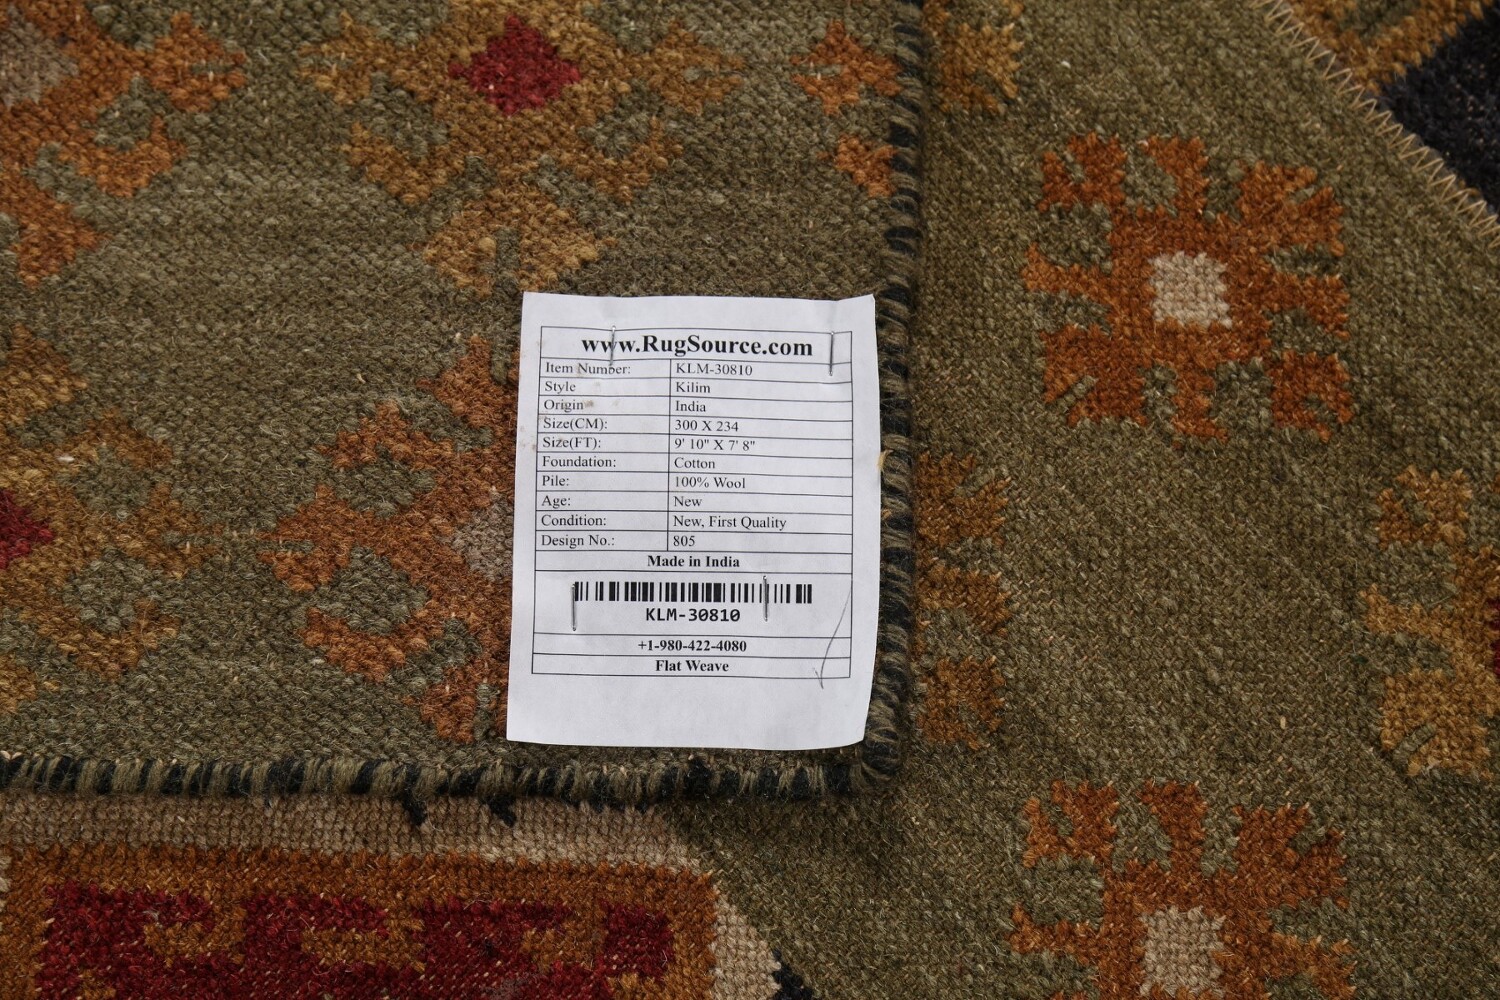 www.RugSource.com
Item Number: KLM-30810
Style Kilim
Origin India
Size(CM): 300 X 234
Size(FT): 9' 10" X 7' 8"
Foundation: Cotton
Pile: 100% Wool
Age: New
Condition: New, First Quality
Design No.: 805
Made in India
KLM-30810
+1-980-422-4080
Flat Weave